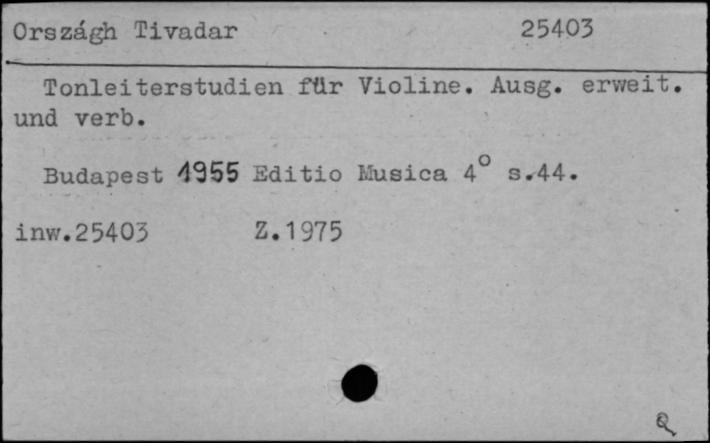 Országh Tivadar 25403
Tonleiterstudien für Violine. Ausg. erweit.
und verb.
Budapest 1955 Editio Musica 4° s.44.
inw.25403 Z.1975